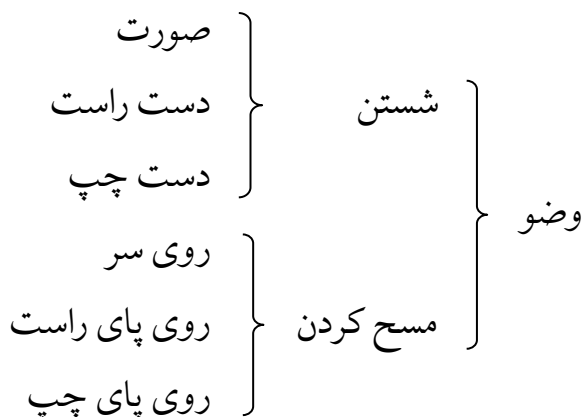 وضو
شستن
صورت
دست راست
دست چپ
مسح کردن
روی سر
روی پای راست
روی پای چپ